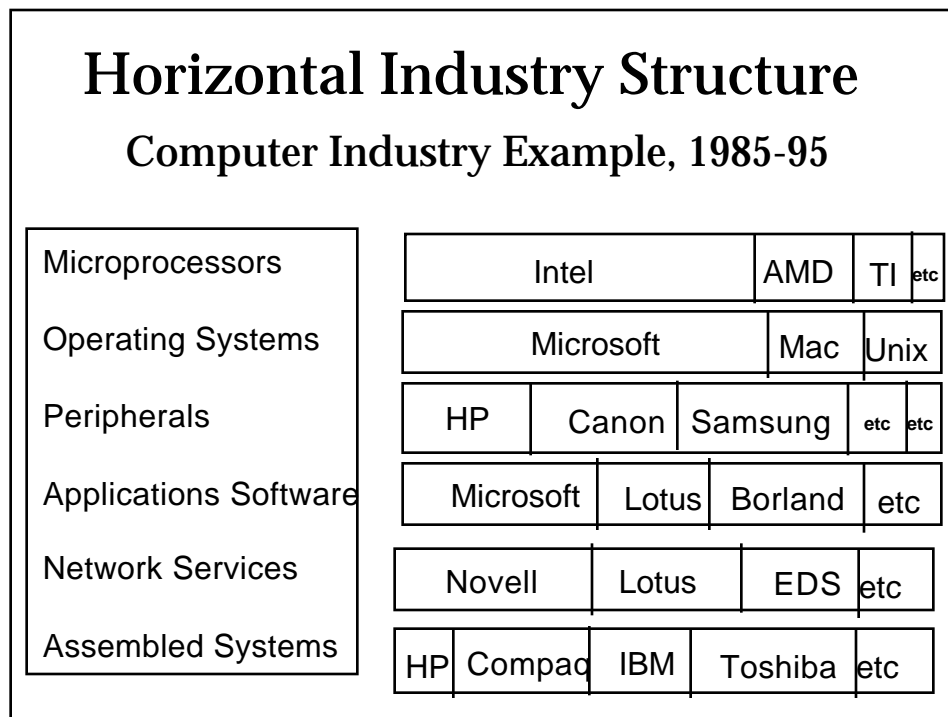 Horizontal Industry Structure
Computer Industry Example, 1985-95
Microprocessors
Intel AMD TI etc
Operating Systems
Microsoft Mac Unix
Peripherals
HP Canon Samsung etc etc
Applications Software
Microsoft Lotus Borland etc
Network Services
Novell Lotus EDS etc
Assembled Systems
HP Compaq IBM Toshiba etc